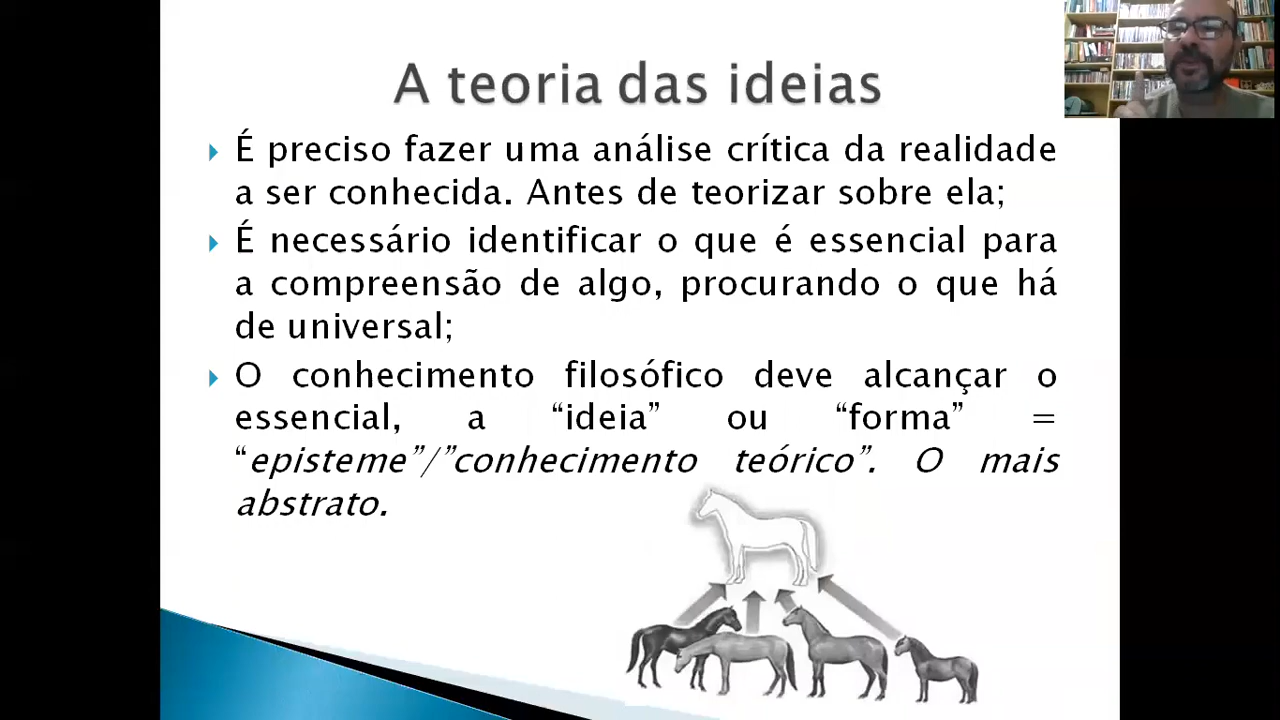 A teoria das ideias
É preciso fazer uma análise crítica da realidade
a ser conhecida. Antes de teorizar sobre ela;
É necessário identificar o que é essencial para
a compreensão de algo, procurando o que há
de universal;
O conhecimento filosófico deve alcançar o
essencial, a “ideia” ou “forma” =
“episteme”/”conhecimento teórico”. O mais
abstrato.